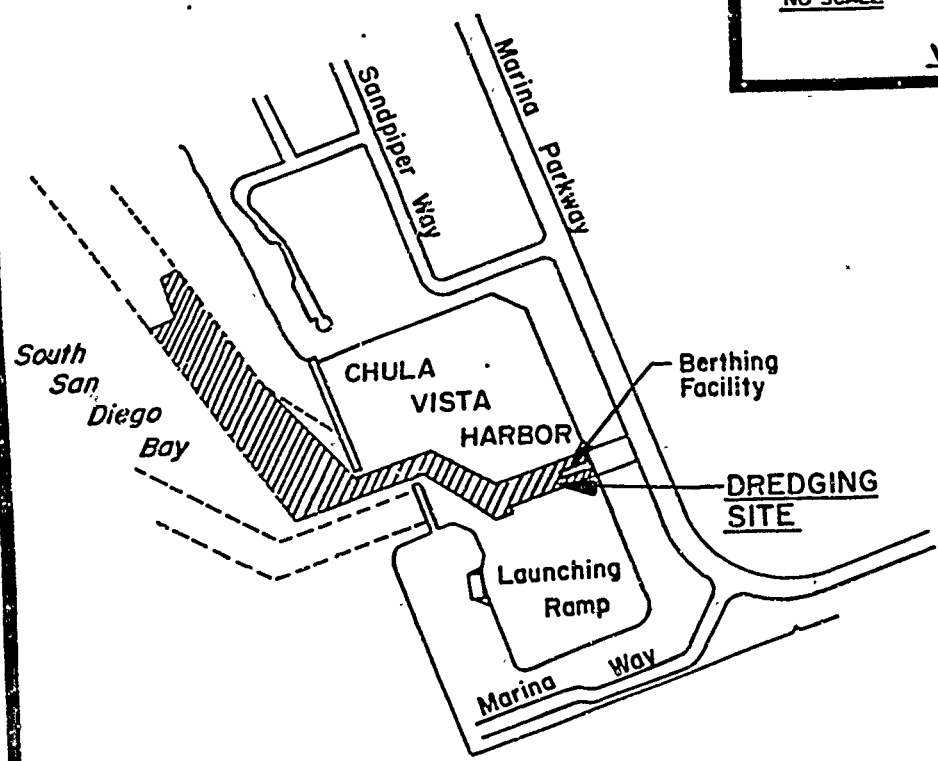 NO SCALE
Marina Parkway
Sandpiper Way
South
San
Diego
Bay
CHULA
VISTA
HARBOR
Berthing
Facility
DREDGING
SITE
Launching
Ramp
Marina Way